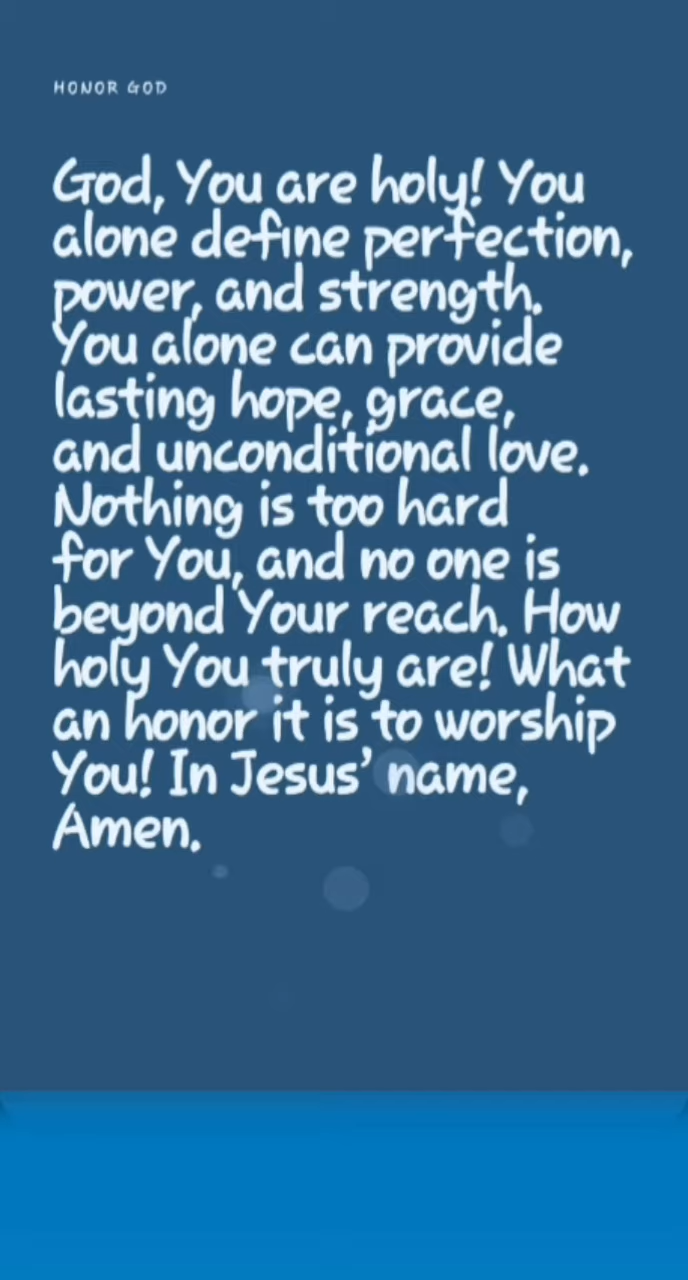 HONOR GOD
God, You are holy! You
alone define perfection,
power, and strength.
You alone can provide
lasting hope, grace,
and unconditional love.
Nothing is too hard
for You, and no one is
beyond Your reach. How
holy You truly are! What
an honor it is to worship
You! In Jesus’ name,
Amen.